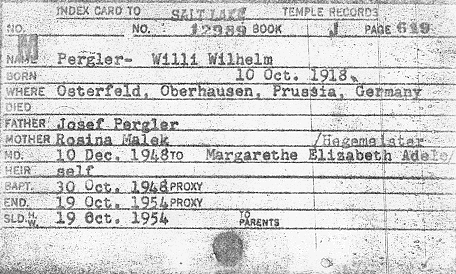 INDEX CARD TO SALT LAKE TEMPLE RECORDS
NO. NO. 12989 BOOK J PAGE 619
M
NAME Pergler- Willi Wilhelm
BORN 10 Oct. 1918
WHERE Osterfeld, Oberhausen, Prussia, Germany
DIED
FATHER Josef Pergler
MOTHER Rosina Malek /Hegemeister
MD. 10 Dec. 1948 TO Margarethe Elizabeth Adele/
HEIR self
BAPT. 30 Oct. 1948 PROXY
END. 19 Oct. 1954 PROXY
SLD. H. W. 19 Oct. 1954 TO PARENTS